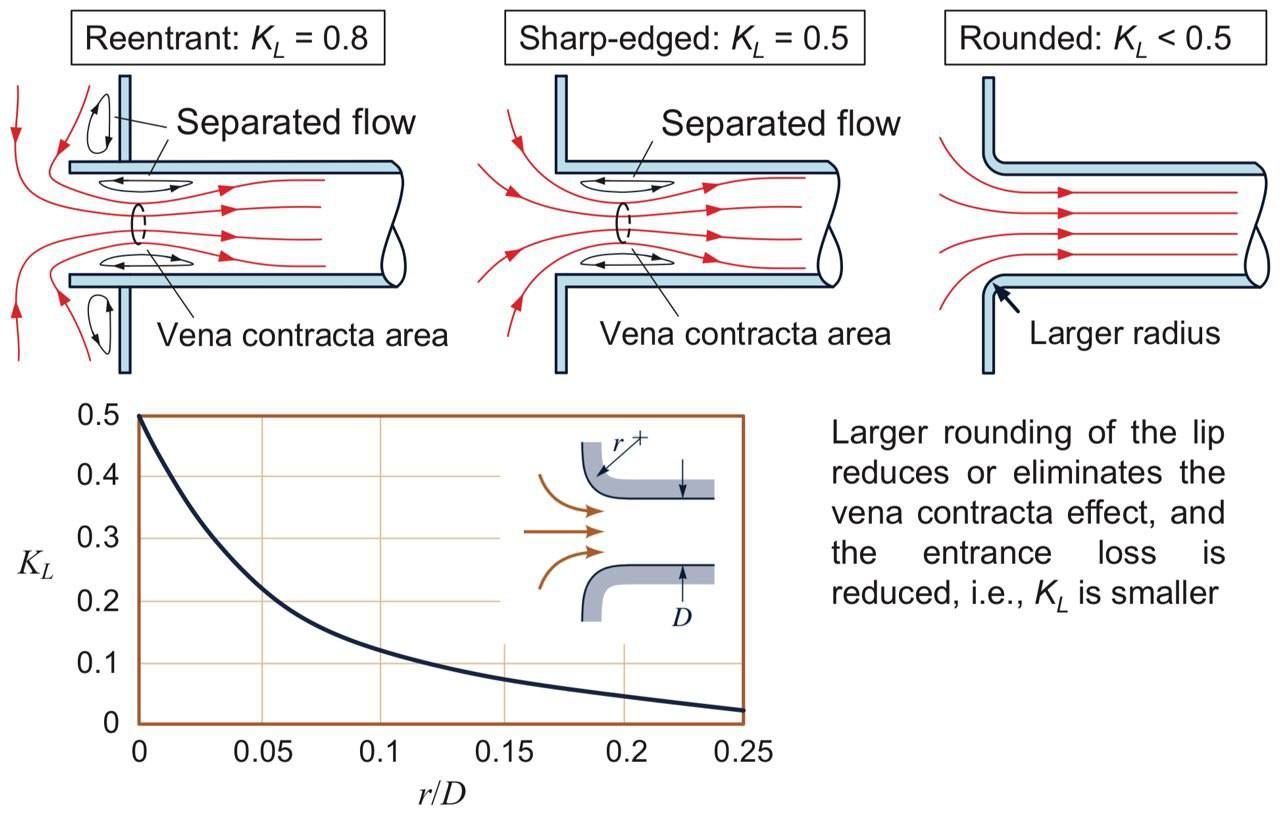 Reentrant: K_L = 0.8
Sharp-edged: K_L = 0.5
Rounded: K_L < 0.5
Separated flow
Vena contracta area
Separated flow
Vena contracta area
Larger radius
0.5
0.4
0.3
0.2
0.1
0
K_L
0
0.05
0.1
0.15
0.2
0.25
r/D
r
D
Larger rounding of the lip
reduces or eliminates the
vena contracta effect, and
the entrance loss is
reduced, i.e., K_L is smaller